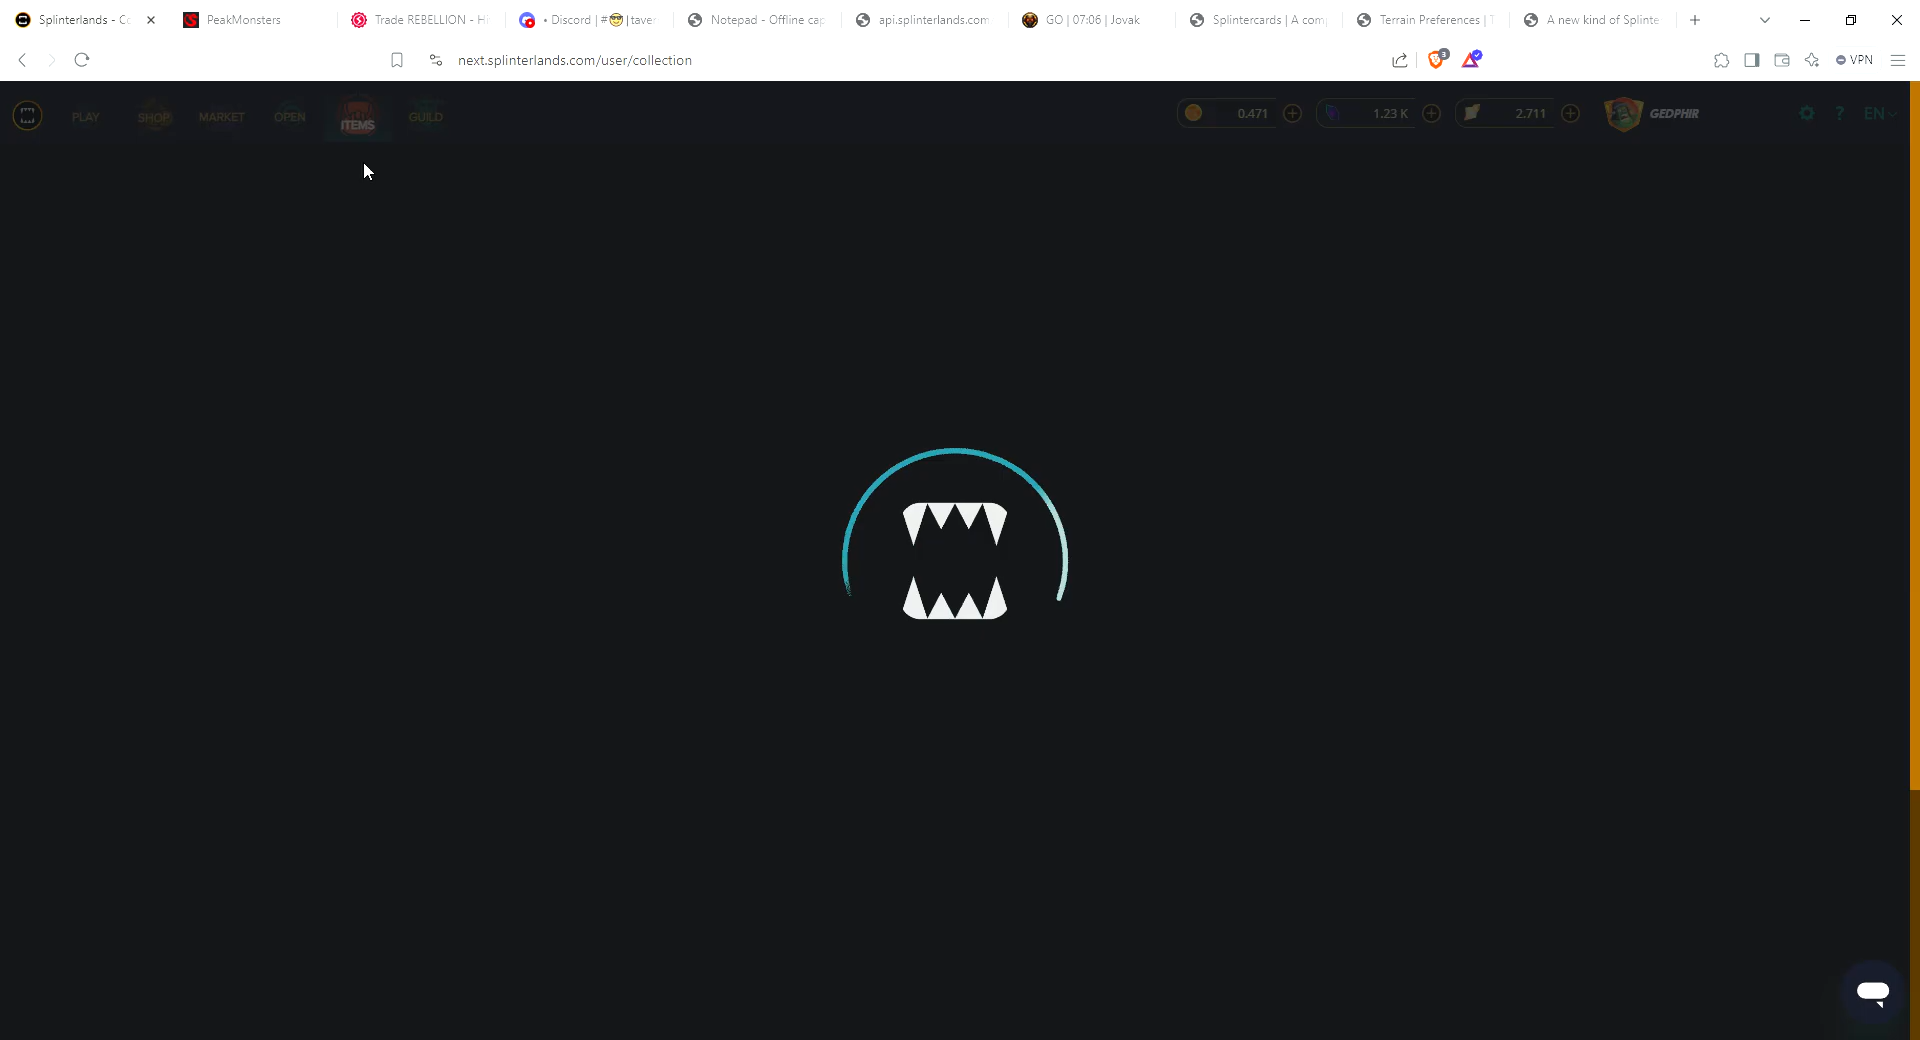 Splinterlands - Co
PeakMonsters
Trade REBELLION - Hi
• Discord | #😎|tave
Notepad - Offline cap
api.splinterlands.com
GO | 07:06 | Jovak
Splintercards | A com
Terrain Preferences | T
A new kind of Splinte
next.splinterlands.com/user/collection
3
VPN
PLAY
SHOP
MARKET
OPEN
ITEMS
GUILD
0.471
1.23 K
2.711
GEDPHIR
?
EN